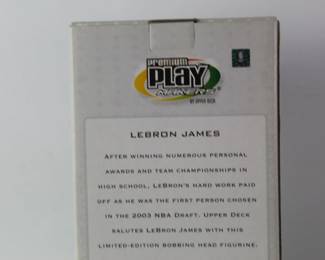 PREMIUM
PLAY
MAKERS
BY UPPER DECK
LEBRON JAMES
AFTER WINNING NUMEROUS PERSONAL
AWARDS AND TEAM CHAMPIONSHIPS IN
HIGH SCHOOL, LEBRON'S HARD WORK PAID
OFF AS HE WAS THE FIRST PERSON CHOSEN
IN THE 2003 NBA DRAFT. UPPER DECK
SALUTES LEBRON JAMES WITH THIS
LIMITED-EDITION BOBBING HEAD FIGURINE.